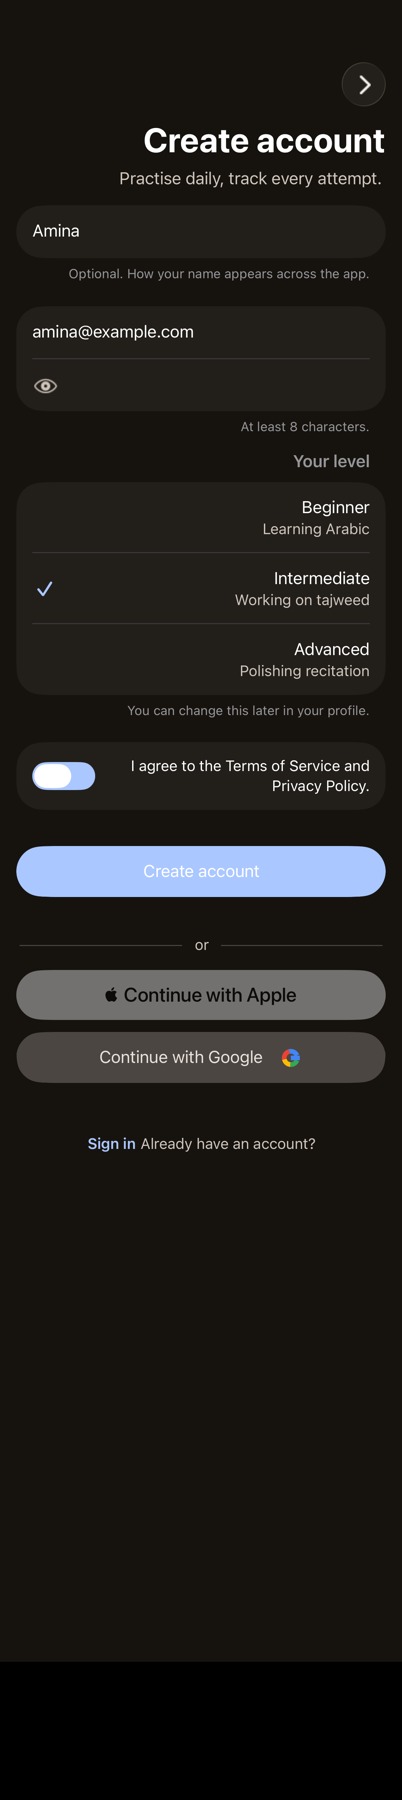 Create account
Practise daily, track every attempt.
Amina
Optional. How your name appears across the app.
amina@example.com
At least 8 characters.
Your level
Beginner
Learning Arabic
Intermediate
Working on tajweed
Advanced
Polishing recitation
You can change this later in your profile.
I agree to the Terms of Service and
Privacy Policy.
Create account
or
Continue with Apple
Continue with Google
Sign in Already have an account?